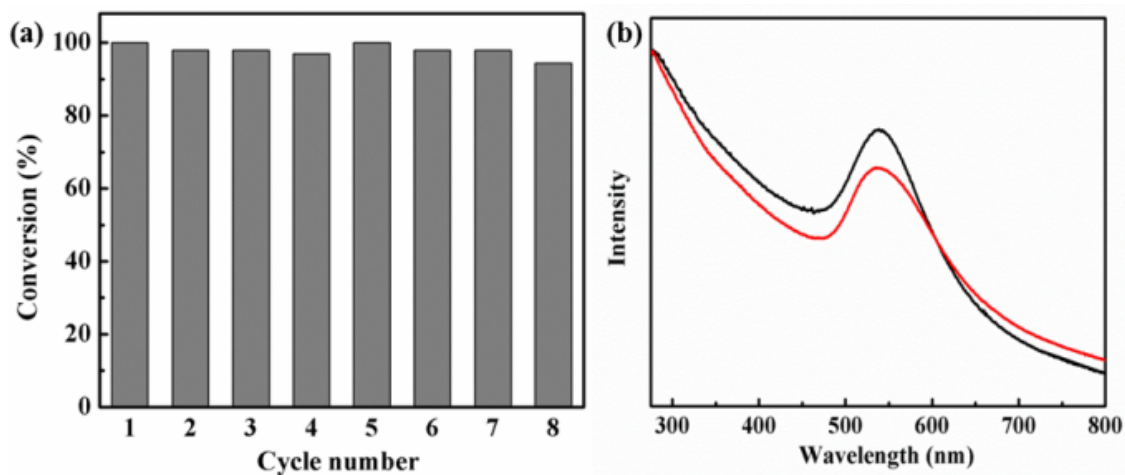 (a)
Conversion (%)
100
80
60
40
20
0
1 2 3 4 5 6 7 8
Cycle number
(b)
Intensity
300 400 500 600 700 800
Wavelength (nm)